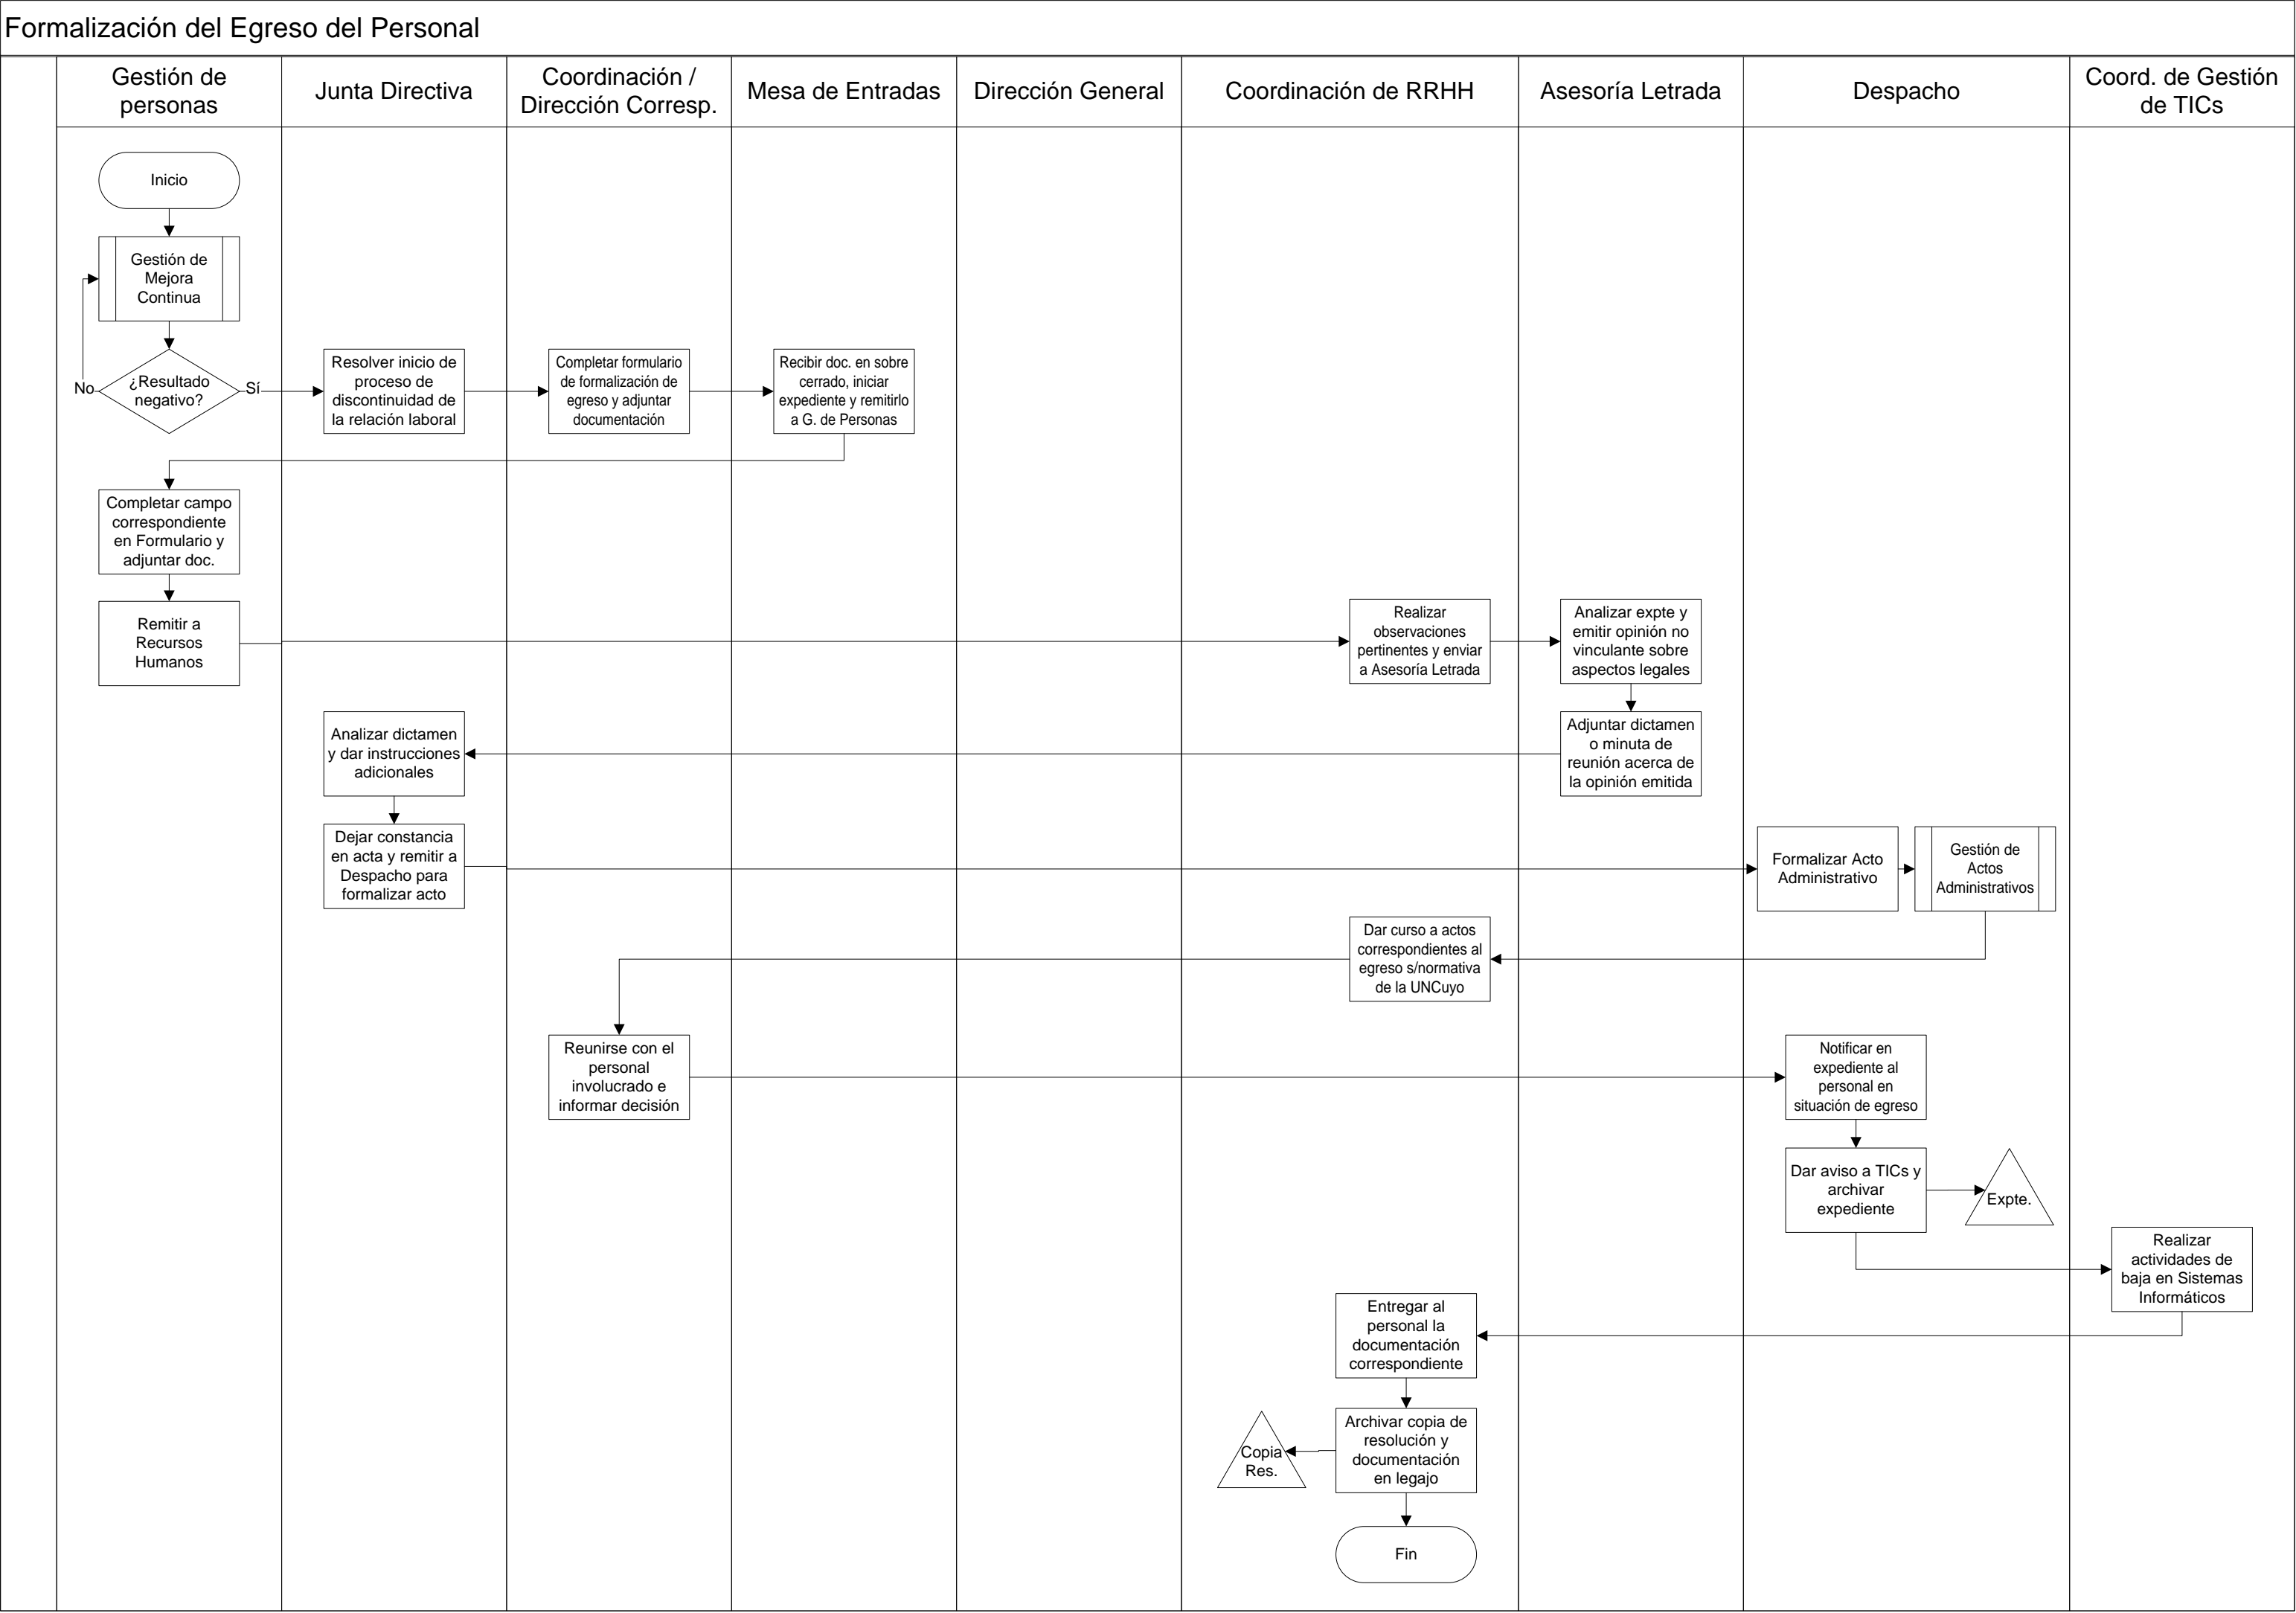 Formalización del Egreso del Personal
Gestión de
personas
Junta Directiva
Coordinación /
Dirección Corresp.
Mesa de Entradas
Dirección General
Coordinación de RRHH
Asesoría Letrada
Despacho
Coord. de Gestión
de TICs
Inicio
Gestión de
Mejora
Continua
¿Resultado
negativo?
No
Sí
Resolver inicio de
proceso de
discontinuidad de
la relación laboral
Completar formulario
de formalización de
egreso y adjuntar
documentación
Recibir doc. en sobre
cerrado, iniciar
expediente y remitirlo
a G. de Personas
Completar campo
correspondiente
en Formulario y
adjuntar doc.
Remitir a
Recursos
Humanos
Realizar
observaciones
pertinentes y enviar
a Asesoría Letrada
Analizar expte y
emitir opinión no
vinculante sobre
aspectos legales
Analizar dictamen
y dar instrucciones
adicionales
Adjuntar dictamen
o minuta de
reunión acerca de
la opinión emitida
Dejar constancia
en acta y remitir a
Despacho para
formalizar acto
Formalizar Acto
Administrativo
Gestión de
Actos
Administrativos
Dar curso a actos
correspondientes al
egreso s/normativa
de la UNCuyo
Reunirse con el
personal
involucrado e
informar decisión
Notificar en
expediente al
personal en
situación de egreso
Dar aviso a TICs y
archivar
expediente
Expte.
Realizar
actividades de
baja en Sistemas
Informáticos
Entregar al
personal la
documentación
correspondiente
Archivar copia de
resolución y
documentación
en legajo
Copia
Res.
Fin